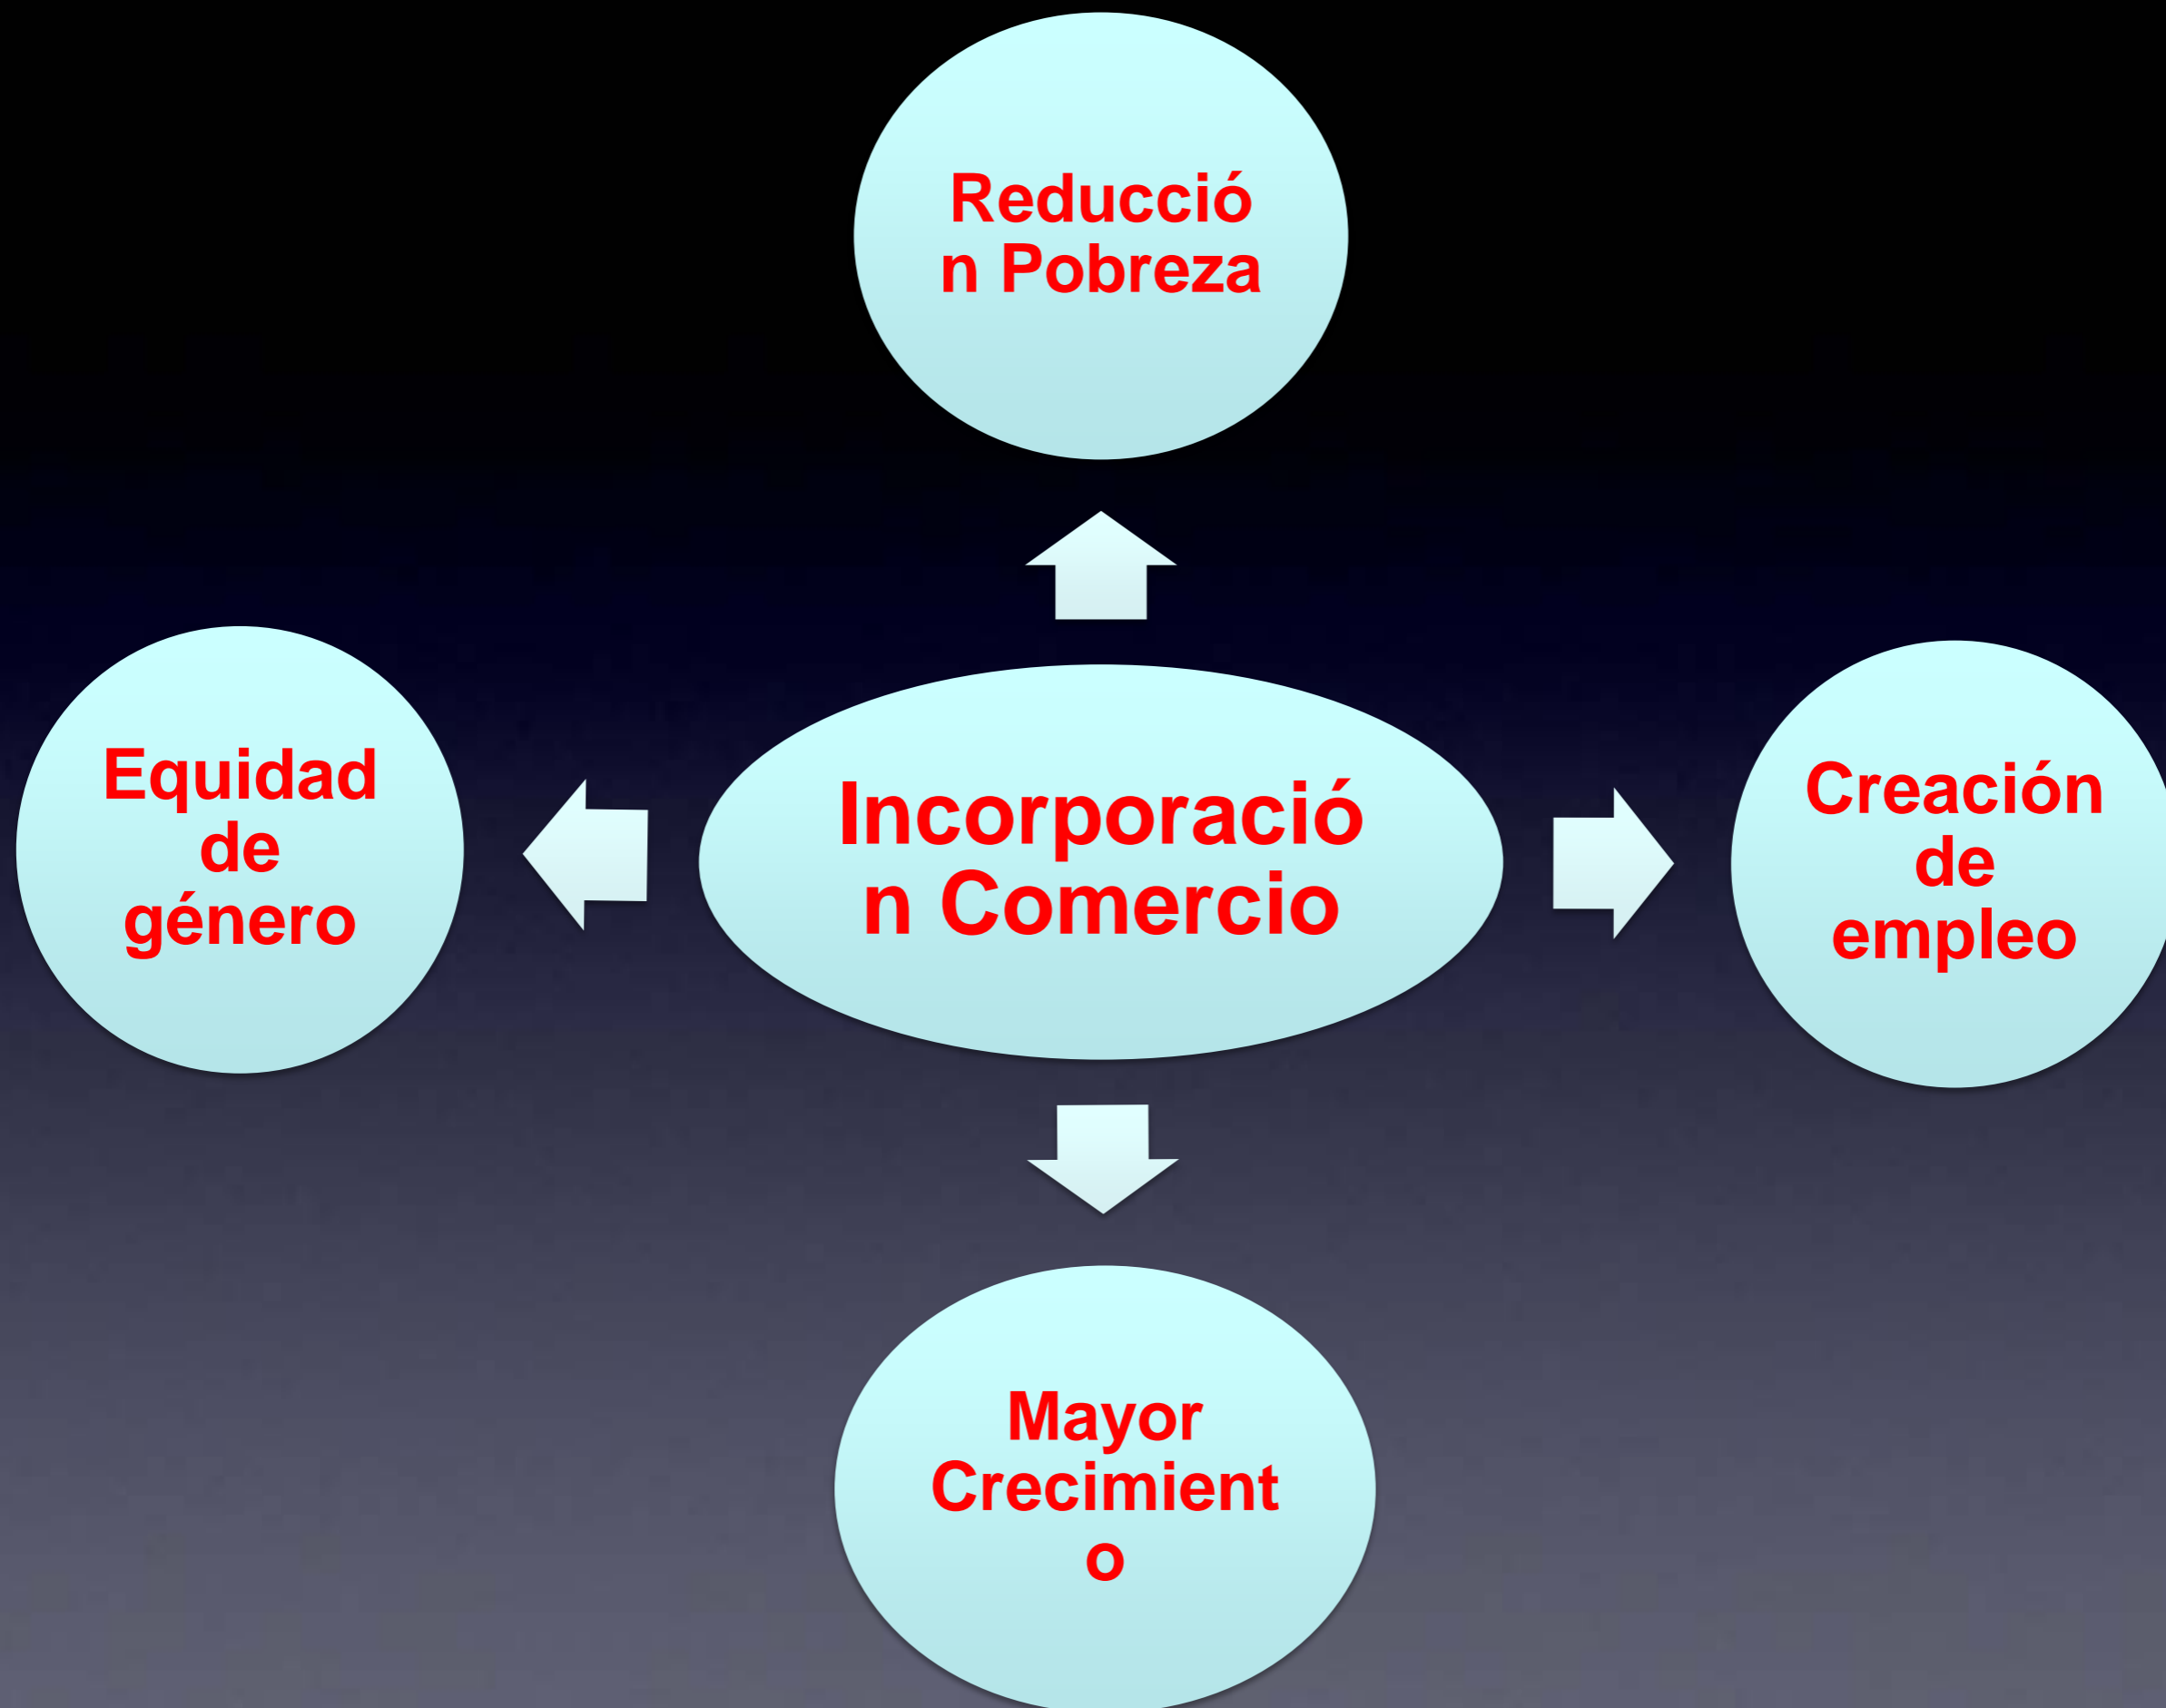 Reducció
n Pobreza
Equidad
de
género
Incorporació
n Comercio
Creación
de
empleo
Mayor
Crecimient
o